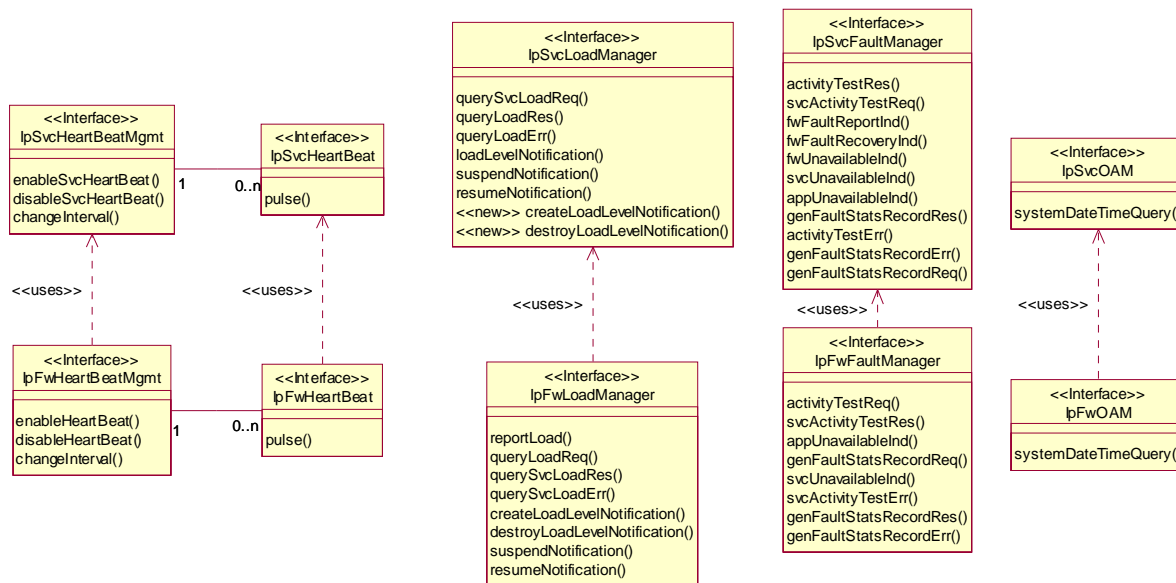 <<Interface>>
IpSvcHeartBeatMgmt
enableSvcHeartBeat()
disableSvcHeartBeat()
changeInterval()
1
0..n
<<Interface>>
IpSvcHeartBeat
pulse()
<<uses>>
<<uses>>
<<Interface>>
IpFwHeartBeatMgmt
enableHeartBeat()
disableHeartBeat()
changeInterval()
1
0..n
<<Interface>>
IpFwHeartBeat
pulse()
<<Interface>>
IpSvcLoadManager
querySvcLoadReq()
queryLoadRes()
queryLoadErr()
loadLevelNotification()
suspendNotification()
resumeNotification()
<<new>> createLoadLevelNotification()
<<new>> destroyLoadLevelNotification()
<<uses>>
<<Interface>>
IpFwLoadManager
reportLoad()
queryLoadReq()
querySvcLoadRes()
querySvcLoadErr()
createLoadLevelNotification()
destroyLoadLevelNotification()
suspendNotification()
resumeNotification()
<<Interface>>
IpSvcFaultManager
activityTestRes()
svcActivityTestReq()
fwFaultReportInd()
fwFaultRecoveryInd()
fwUnavailableInd()
svcUnavailableInd()
appUnavailableInd()
genFaultStatsRecordRes()
activityTestErr()
genFaultStatsRecordErr()
genFaultStatsRecordReq()
<<uses>>
<<Interface>>
IpFwFaultManager
activityTestReq()
svcActivityTestRes()
appUnavailableInd()
genFaultStatsRecordReq()
svcUnavailableInd()
svcActivityTestErr()
genFaultStatsRecordRes()
genFaultStatsRecordErr()
<<Interface>>
IpSvcOAM
systemDateTimeQuery()
<<uses>>
<<Interface>>
IpFwOAM
systemDateTimeQuery()